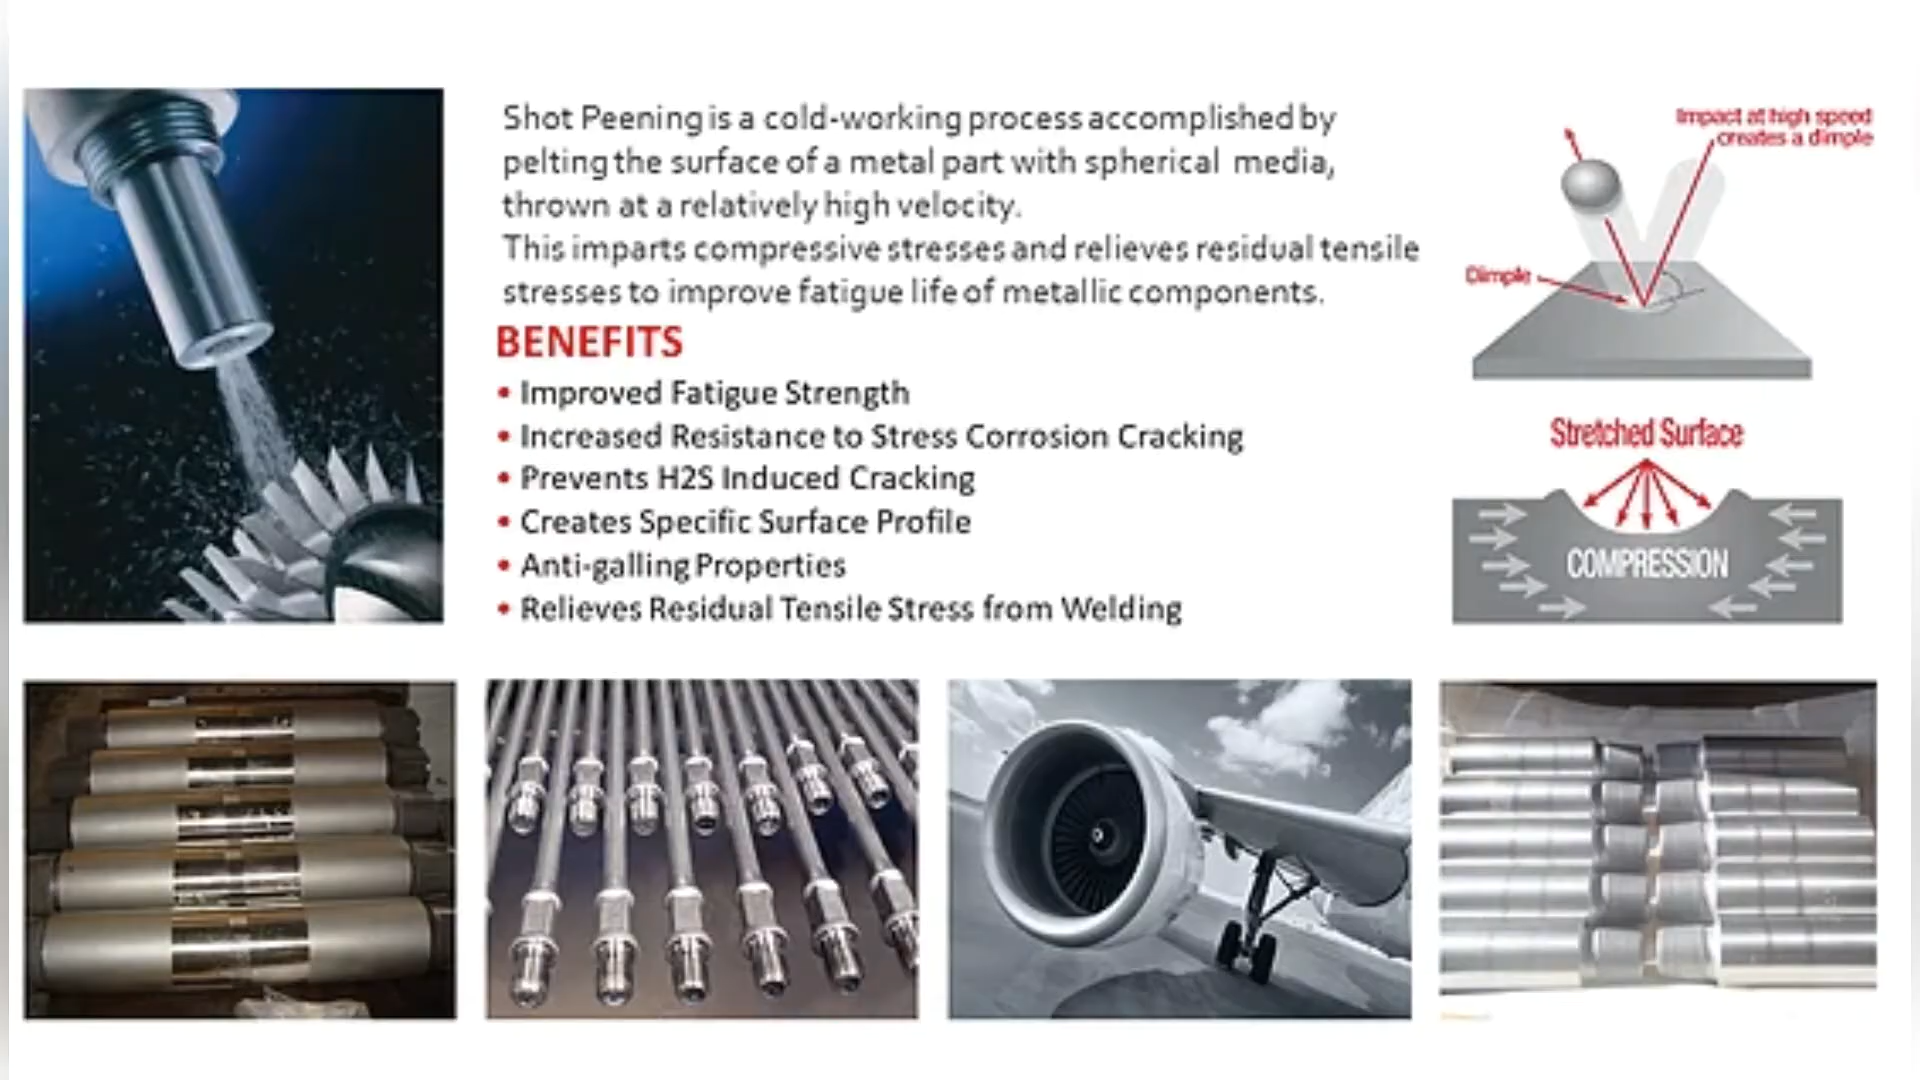 Shot Peening is a cold-working process accomplished by
pelting the surface of a metal part with spherical media,
thrown at a relatively high velocity.
This imparts compressive stresses and relieves residual tensile
stresses to improve fatigue life of metallic components.
BENEFITS
• Improved Fatigue Strength
• Increased Resistance to Stress Corrosion Cracking
• Prevents H2S Induced Cracking
• Creates Specific Surface Profile
• Anti-galling Properties
• Relieves Residual Tensile Stress from Welding
Impact at high speed
creates a dimple
Dimple
Stretched Surface
COMPRESSION